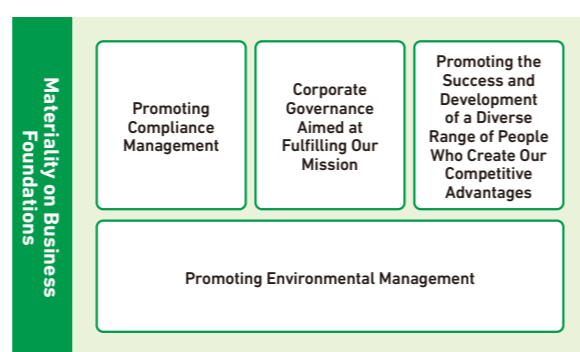 Materiality on Business
Foundations
Promoting
Compliance
Management
Corporate
Governance
Aimed at
Fulfilling Our
Mission
Promoting the
Success and
Development
of a Diverse
Range of People
Who Create Our
Competitive
Advantages
Promoting Environmental Management